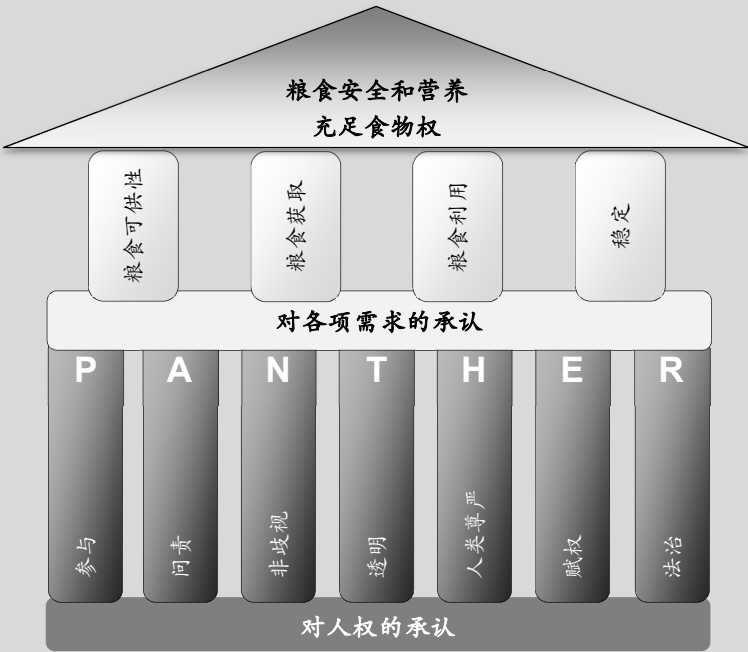 粮食安全和营养
充足食物权
粮食可供性
粮食获取
粮食利用
稳定
对各项需求的承认
P A N T H E R
参与
问责
非歧视
透明
人类尊严
赋权
法治
对人权的承认